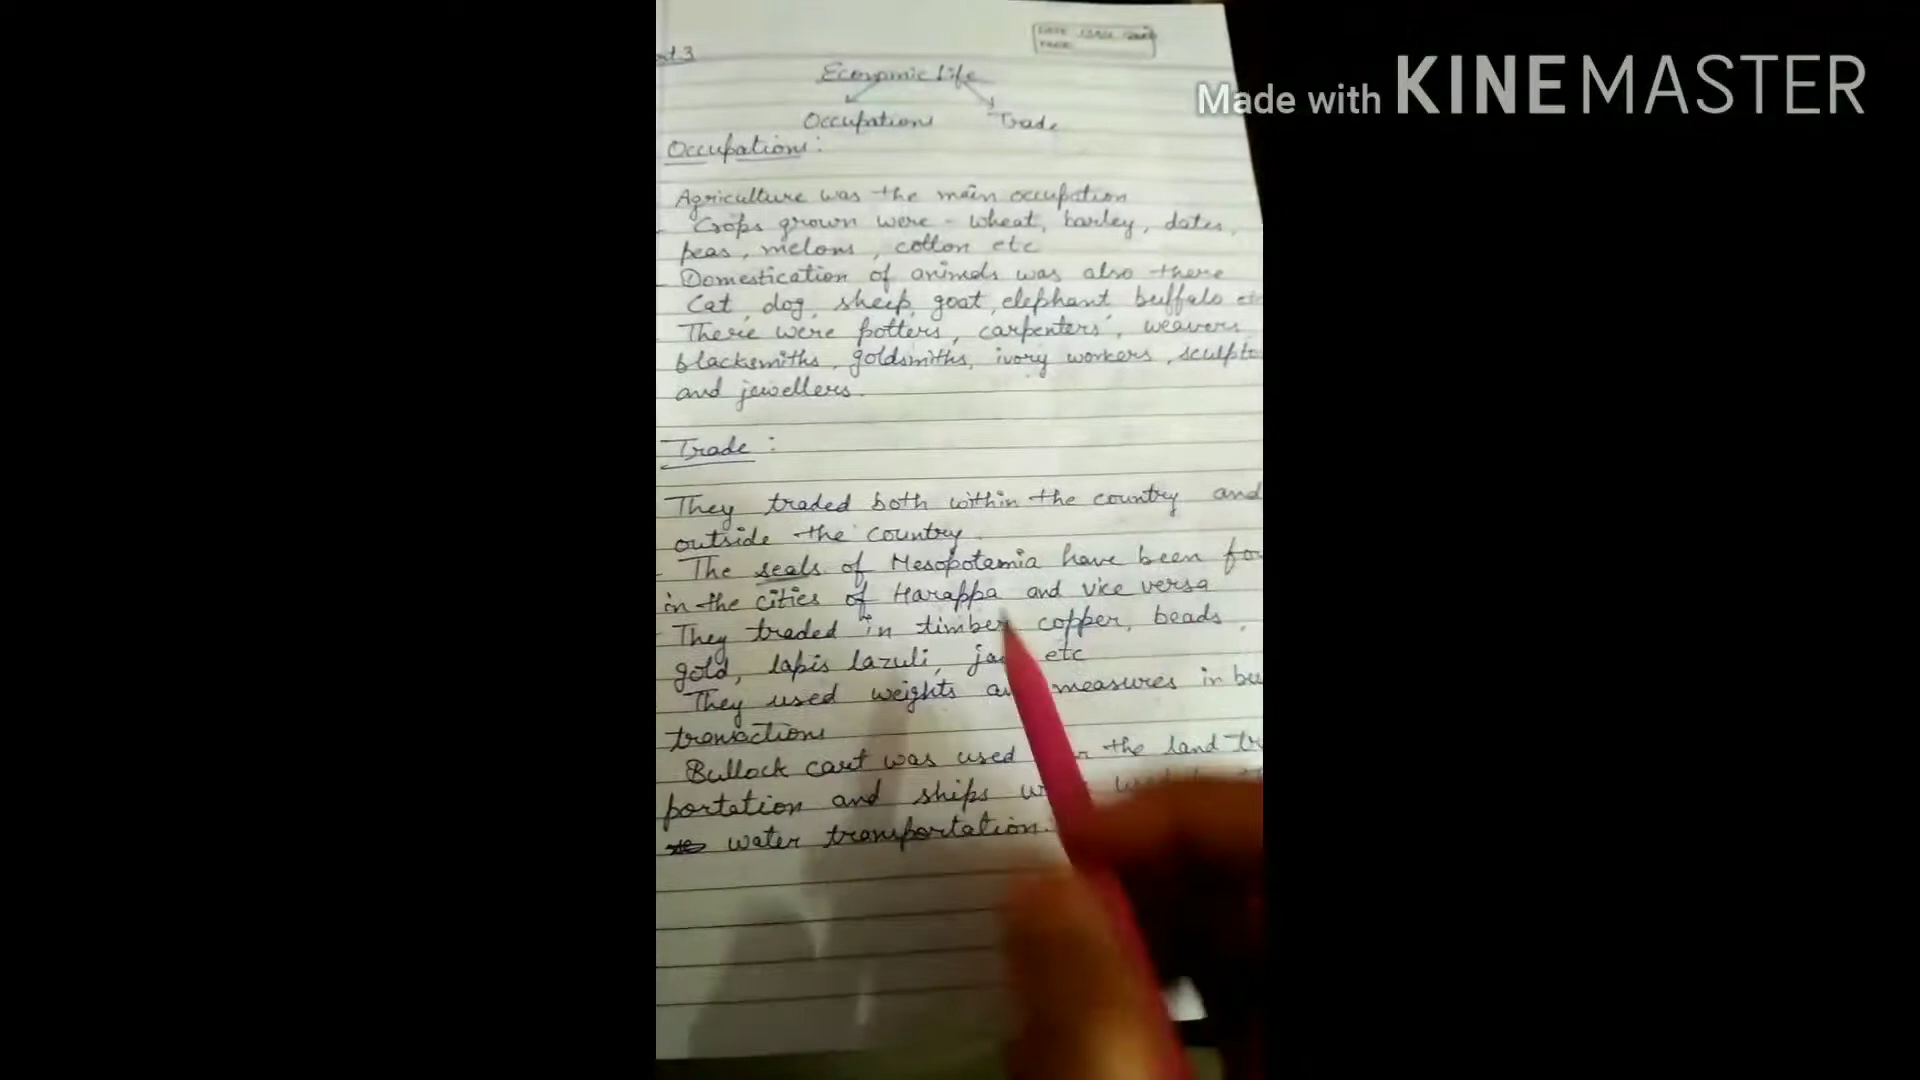 Made with KINEMASTER
DATE
PAGE
Economic Life
Occupations Trade
Occupations:
Agriculture was the main occupation
- Crops grown were - wheat, barley, dates,
peas, melons, cotton etc
- Domestication of animals was also there
Cat, dog, sheep, goat, elephant buffalo etc
- There were potters, carpenters, weavers
blacksmiths, goldsmiths, ivory workers,
and jewellers.
Trade :
They traded both within the country and
outside the country.
- The seals of Mesopotamia have been
in the cities of Harappa and vice versa
- They traded in timber copper, beads,
gold, lapis lazuli, etc
They used weights measures in
transactions
Bullock cart was used the land
portation and ships
water transportation.